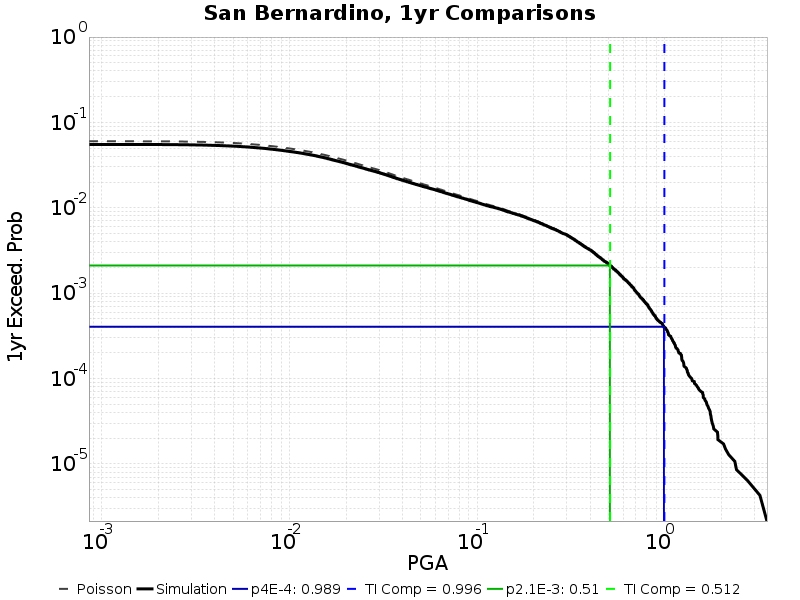 San Bernardino, 1yr Comparisons
10^0
10^-1
10^-2
10^-3
10^-4
10^-5
1yr Exceed. Prob
10^-3 10^-2 10^-1 10^0
PGA
Poisson Simulation p4E-4: 0.989 TI Comp = 0.996 p2.1E-3: 0.51 TI Comp = 0.512